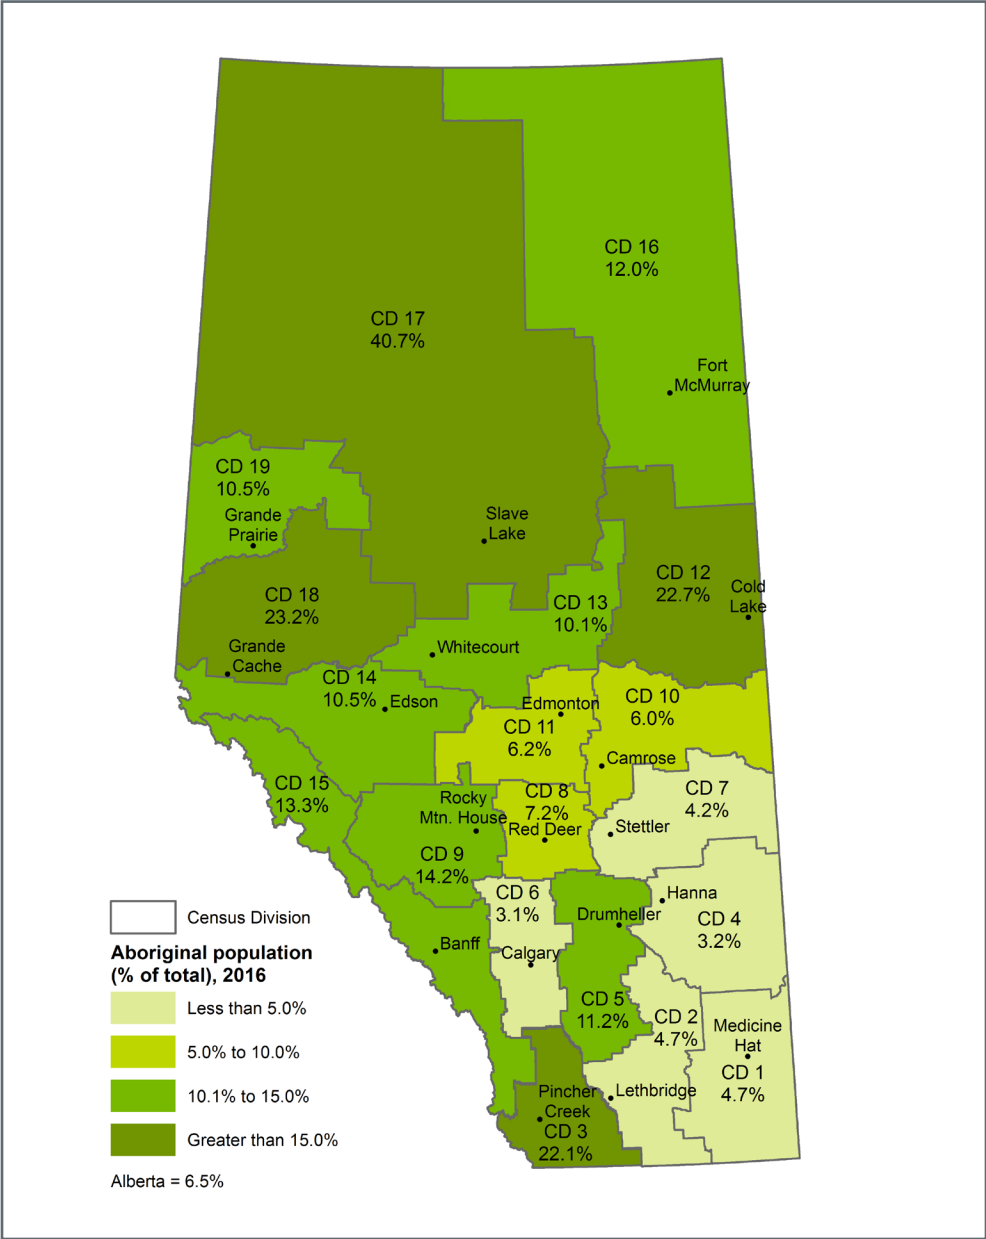 CD 16
12.0%
CD 17
40.7%
Fort
McMurray
CD 19
10.5%
Grande
Prairie
Slave
Lake
CD 12
22.7%
Cold
Lake
CD 18
23.2%
CD 13
10.1%
Grande
Cache
Whitecourt
CD 14
10.5%
Edson
Edmonton
CD 11
6.2%
CD 10
6.0%
Camrose
CD 15
13.3%
Rocky
Mtn. House
CD 8
7.2%
Red Deer
CD 7
4.2%
Stettler
CD 9
14.2%
CD 6
3.1%
Calgary
Drumheller
Hanna
CD 4
3.2%
Banff
CD 5
11.2%
CD 2
4.7%
Medicine
Hat
CD 1
4.7%
Lethbridge
Pincher
Creek
CD 3
22.1%
Census Division
Aboriginal population
(% of total), 2016
Less than 5.0%
5.0% to 10.0%
10.1% to 15.0%
Greater than 15.0%
Alberta = 6.5%